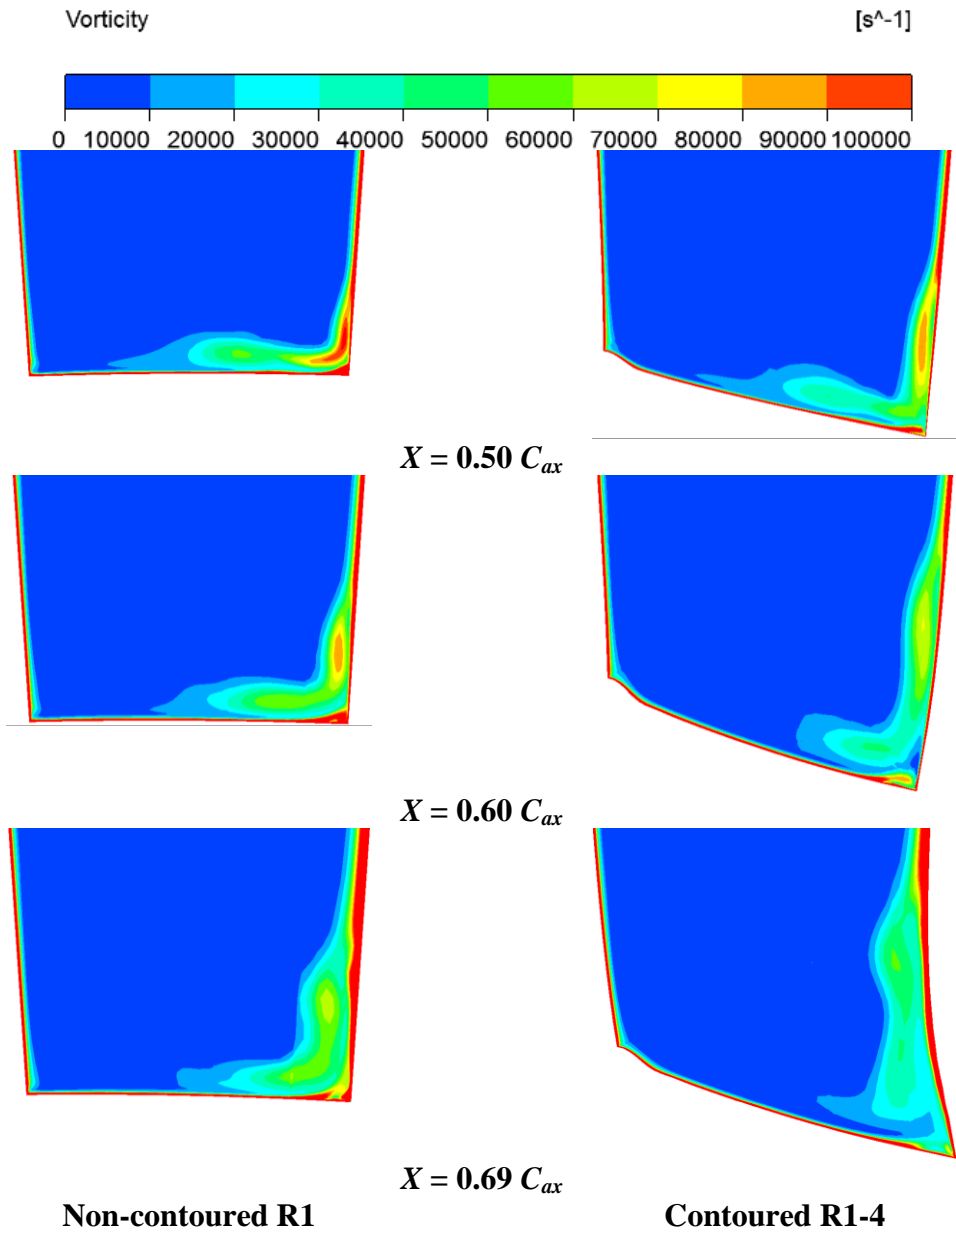 Vorticity [s^-1]
0 10000 20000 30000 40000 50000 60000 70000 80000 90000 100000
X = 0.50 Cax
X = 0.60 Cax
X = 0.69 Cax
Non-contoured R1 Contoured R1-4